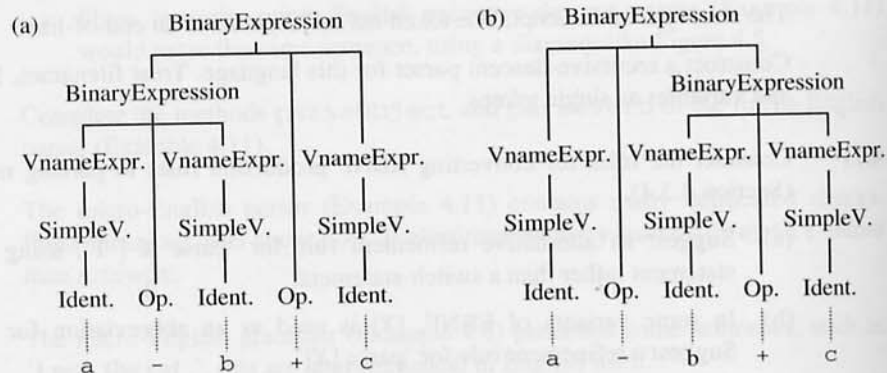 (a) BinaryExpression
BinaryExpression
VnameExpr. VnameExpr. VnameExpr.
SimpleV. SimpleV. SimpleV.
Ident. Op. Ident. Op. Ident.
a - b + c
(b) BinaryExpression
BinaryExpression
VnameExpr. VnameExpr. VnameExpr.
SimpleV. SimpleV. SimpleV.
Ident. Op. Ident. Op. Ident.
a - b + c